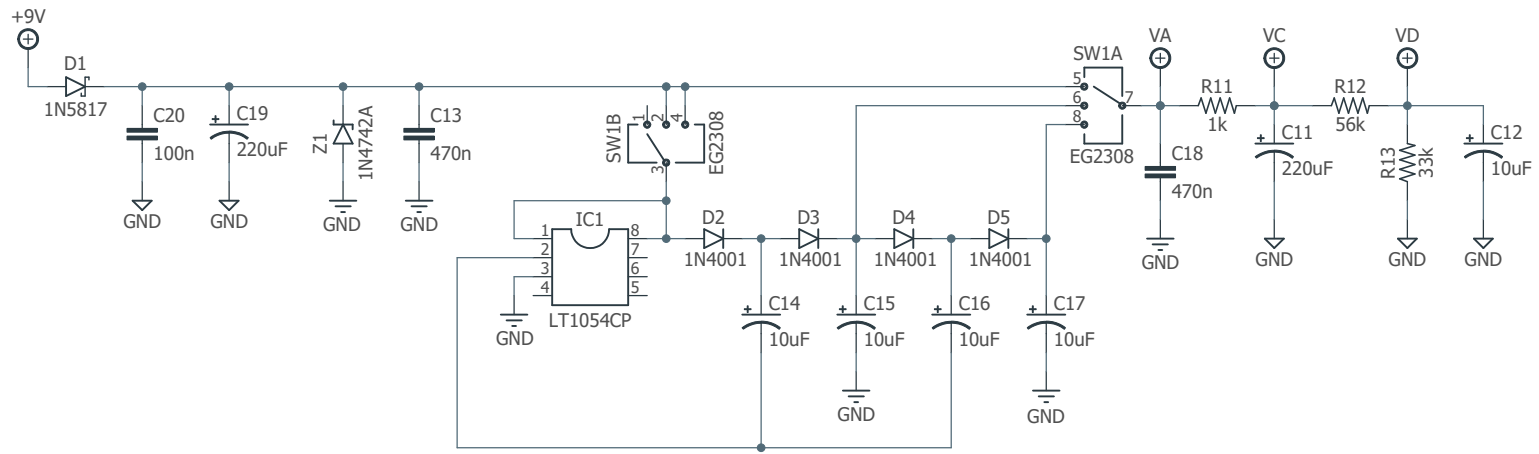 +9V
D1
1N5817
C20
100n
GND
C19
220uF
GND
Z1
1N4742A
GND
C13
470n
GND
SW1B
1
2
4
3
EG2308
IC1
1
2
3
4
8
7
6
5
LT1054CP
GND
D2
1N4001
D3
1N4001
D4
1N4001
D5
1N4001
C14
10uF
C15
10uF
GND
C16
10uF
C17
10uF
GND
SW1A
5
6
8
7
EG2308
VA
C18
470n
GND
R11
1k
VC
C11
220uF
GND
R12
56k
VD
R13
33k
GND
C12
10uF
GND